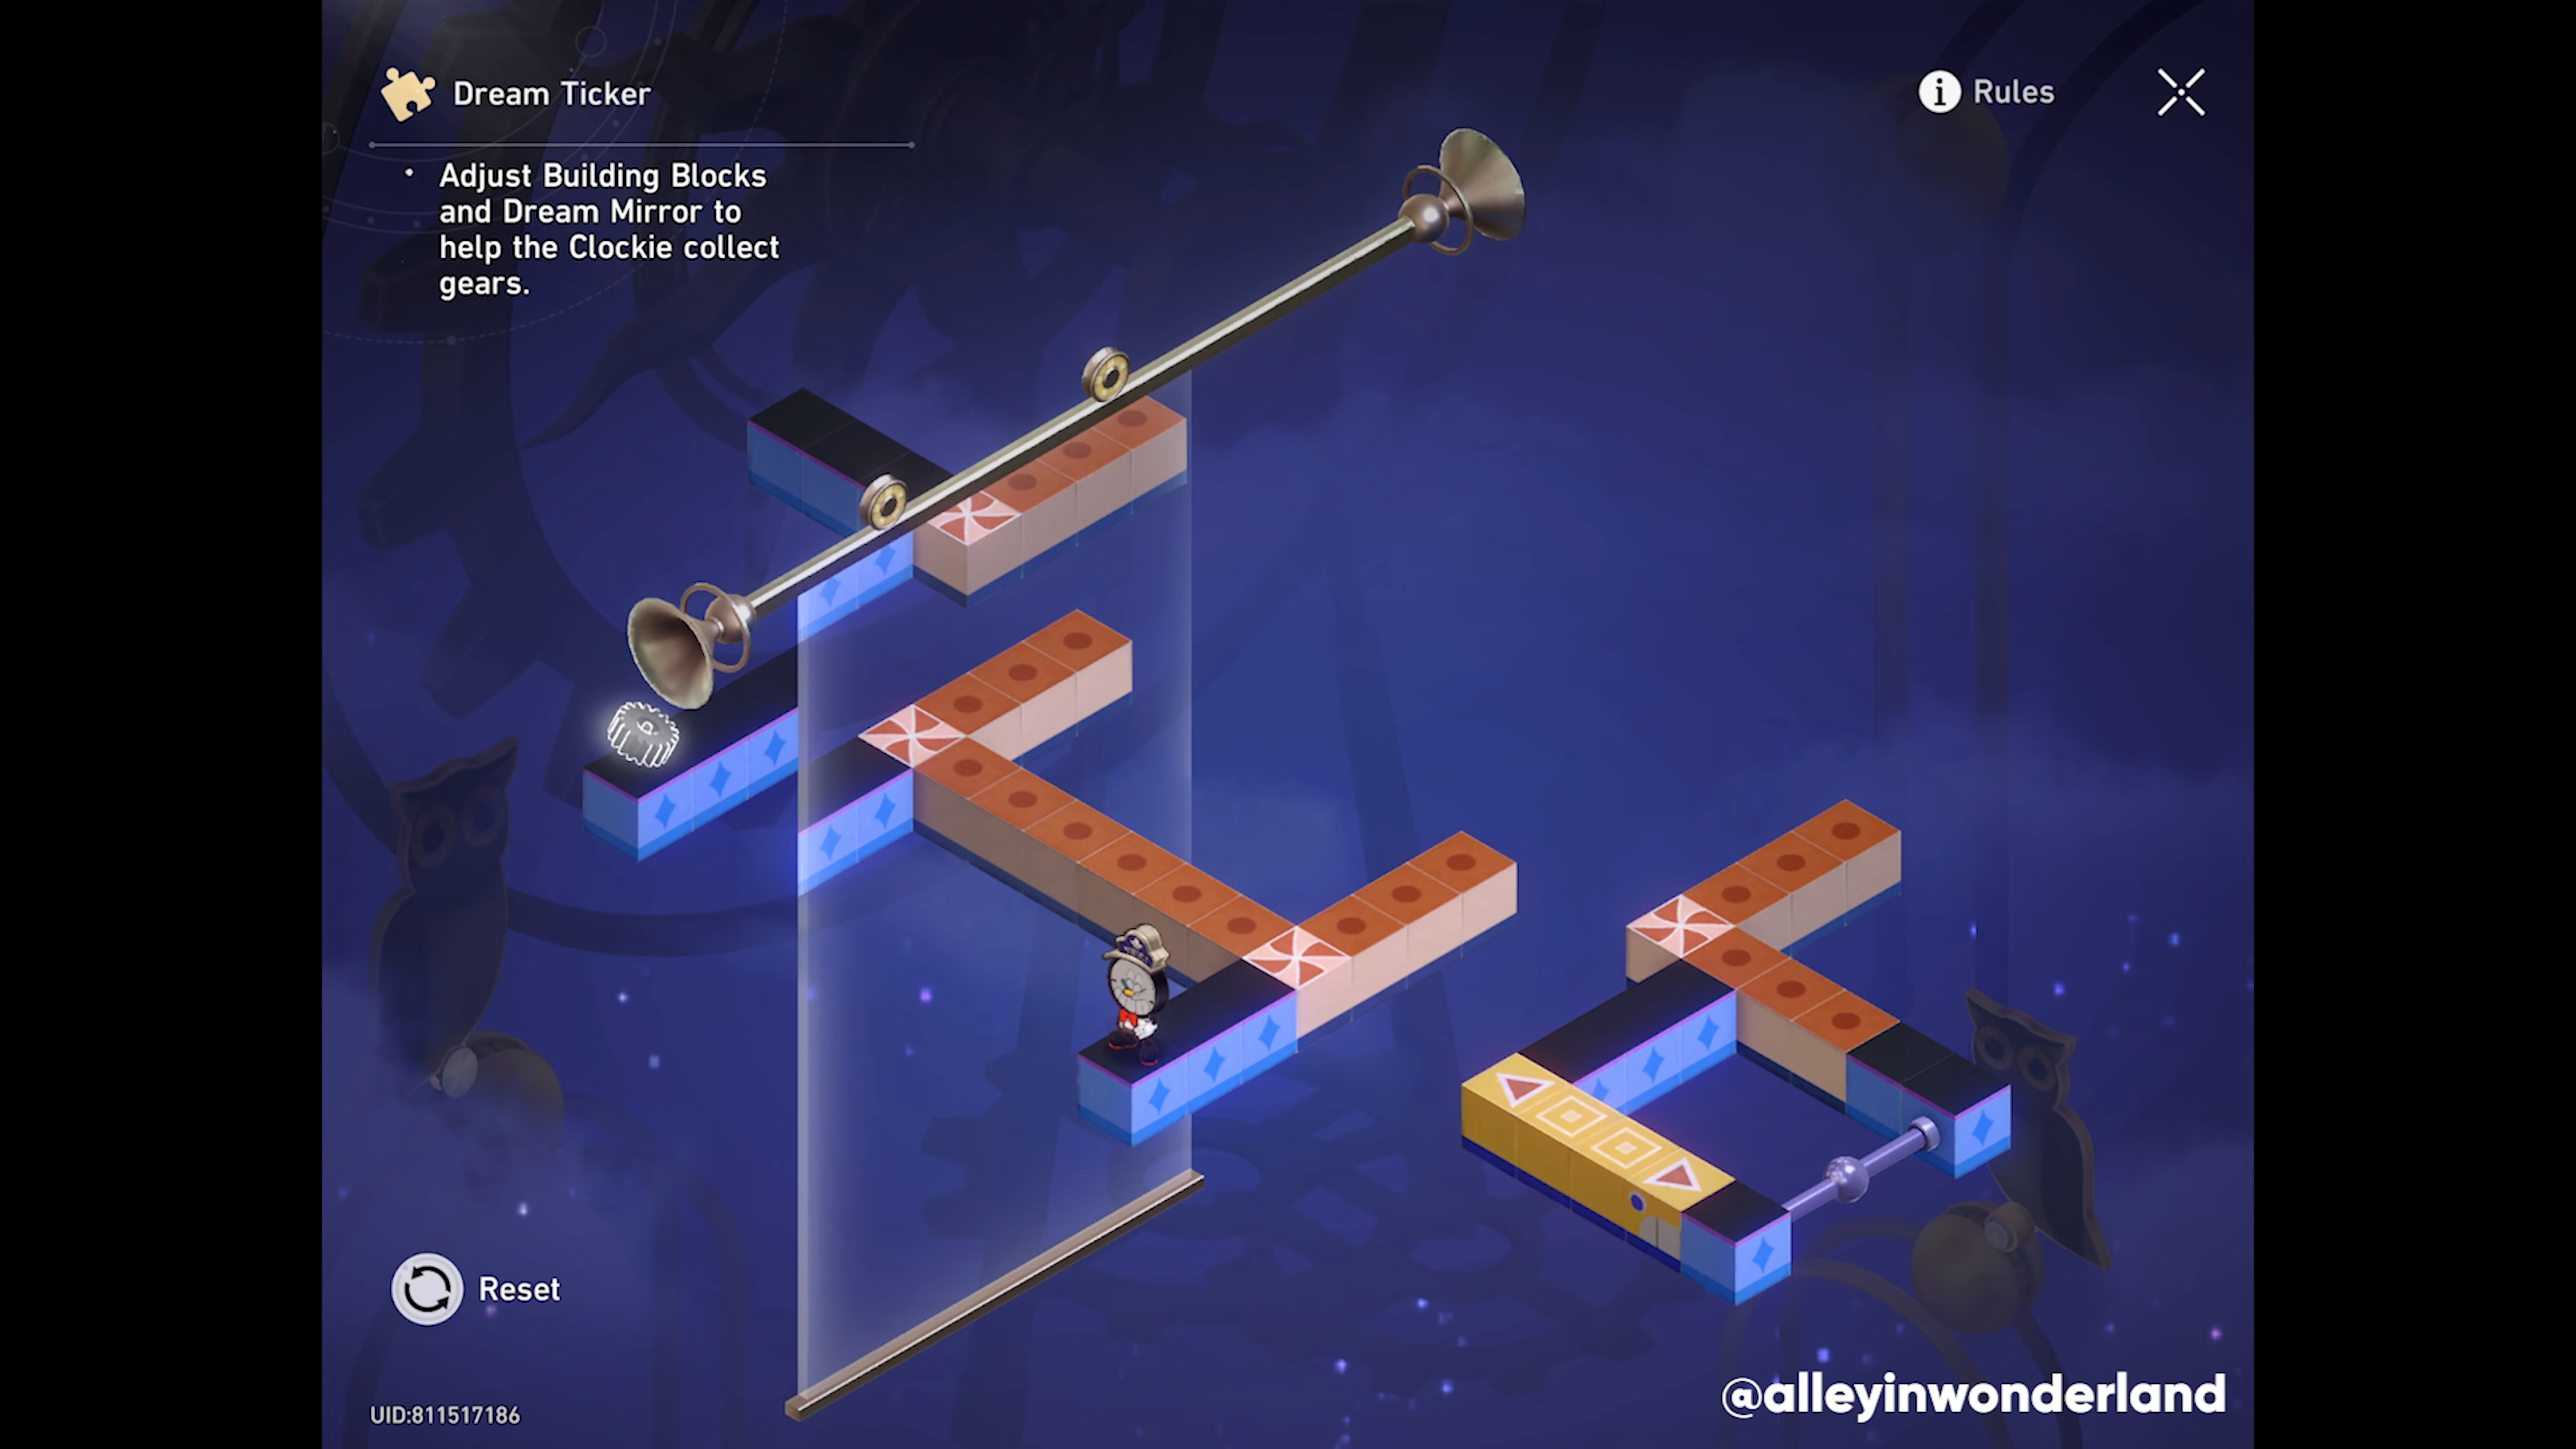 Dream Ticker
Rules
• Adjust Building Blocks
and Dream Mirror to
help the Clockie collect
gears.
Reset
UID:811517186
@alleyinwonderland